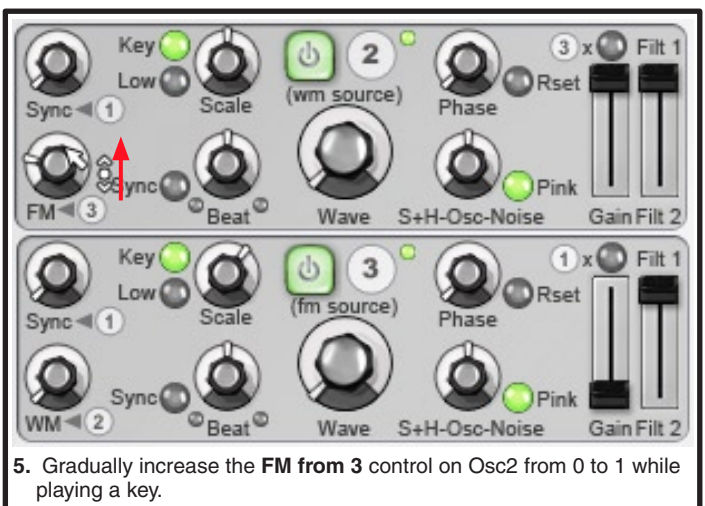 Key 2 3 x Filt 1
Low Rset
Sync 1 Scale (wm source) Phase
Sync Pink
FM 3 Beat Wave S+H-Osc-Noise Gain Filt 2
Key 3 1 x Filt 1
Low Rset
Sync 1 Scale (fm source) Phase
Sync Pink
WM 2 Beat Wave S+H-Osc-Noise Gain Filt 2
5. Gradually increase the FM from 3 control on Osc2 from 0 to 1 while
playing a key.